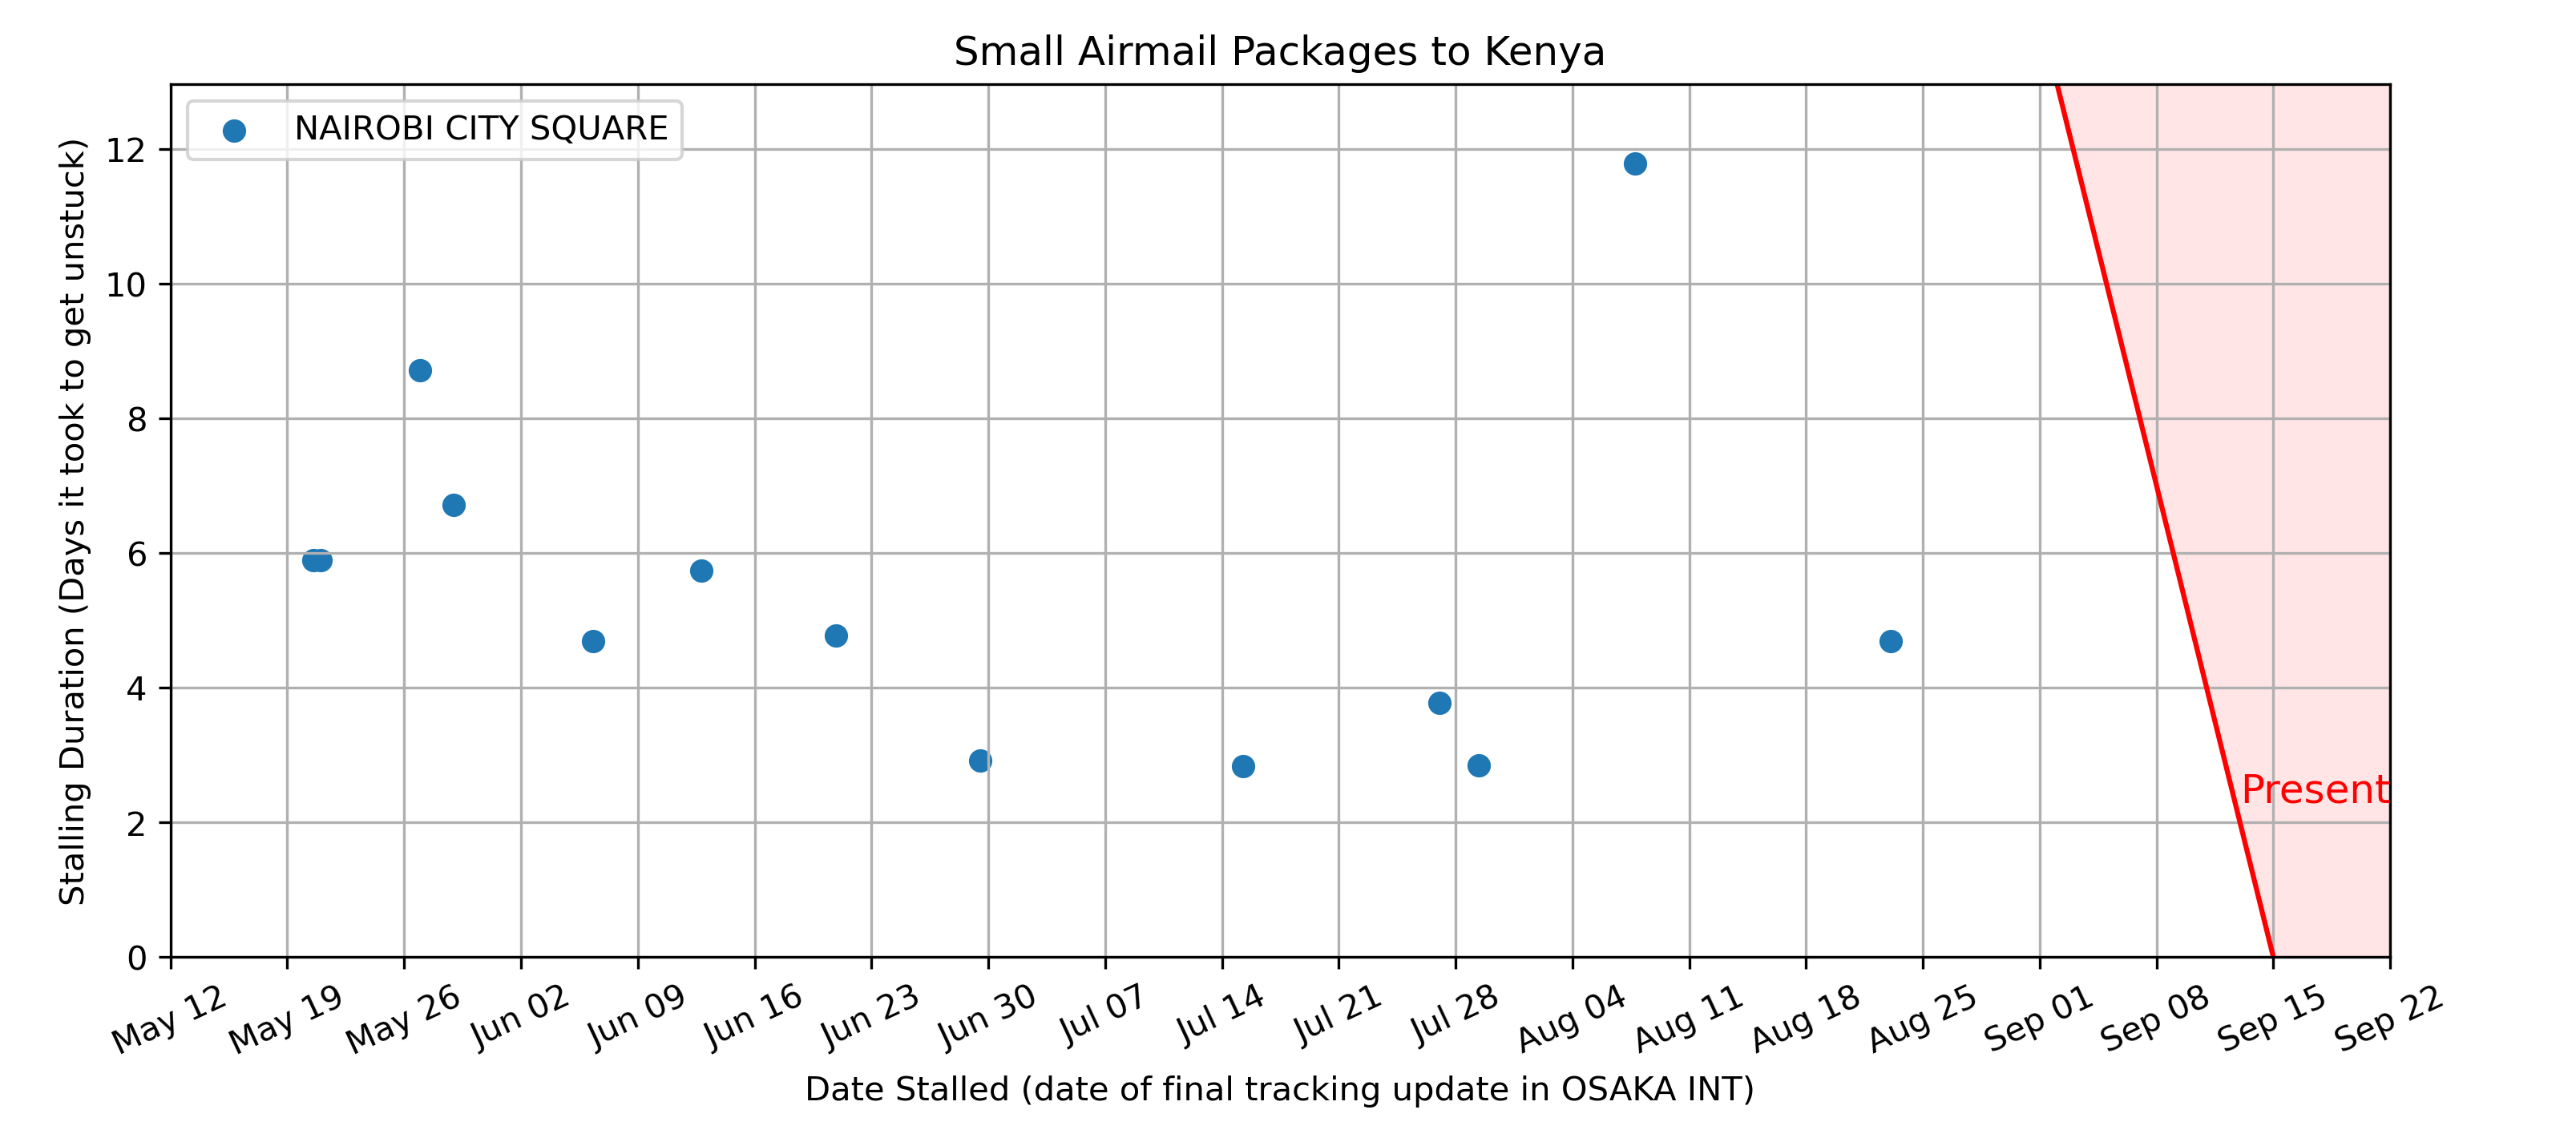 Small Airmail Packages to Kenya
NAIROBI CITY SQUARE
Stalling Duration (Days it took to get unstuck)
12
10
8
6
4
2
0
Present
May 12
May 19
May 26
Jun 02
Jun 09
Jun 16
Jun 23
Jun 30
Jul 07
Jul 14
Jul 21
Jul 28
Aug 04
Aug 11
Aug 18
Aug 25
Sep 01
Sep 08
Sep 15
Sep 22
Date Stalled (date of final tracking update in OSAKA INT)